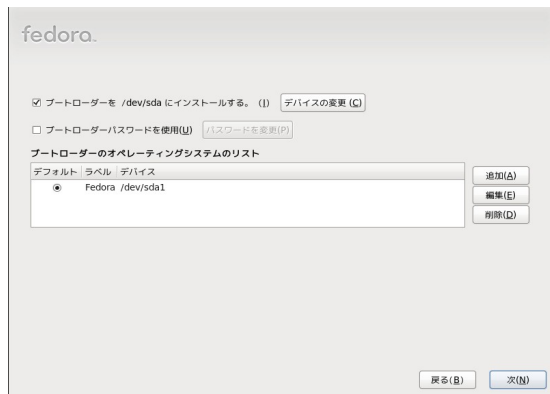 fedora.
ブートローダーを /dev/sda にインストールする。 (I) デバイスの変更 (C)
ブートローダーパスワードを使用(U) パスワードを変更(P)
ブートローダーのオペレーティングシステムのリスト
デフォルト ラベル デバイス
Fedora /dev/sda1
追加(A)
編集(E)
削除(D)
戻る(B) 次(N)